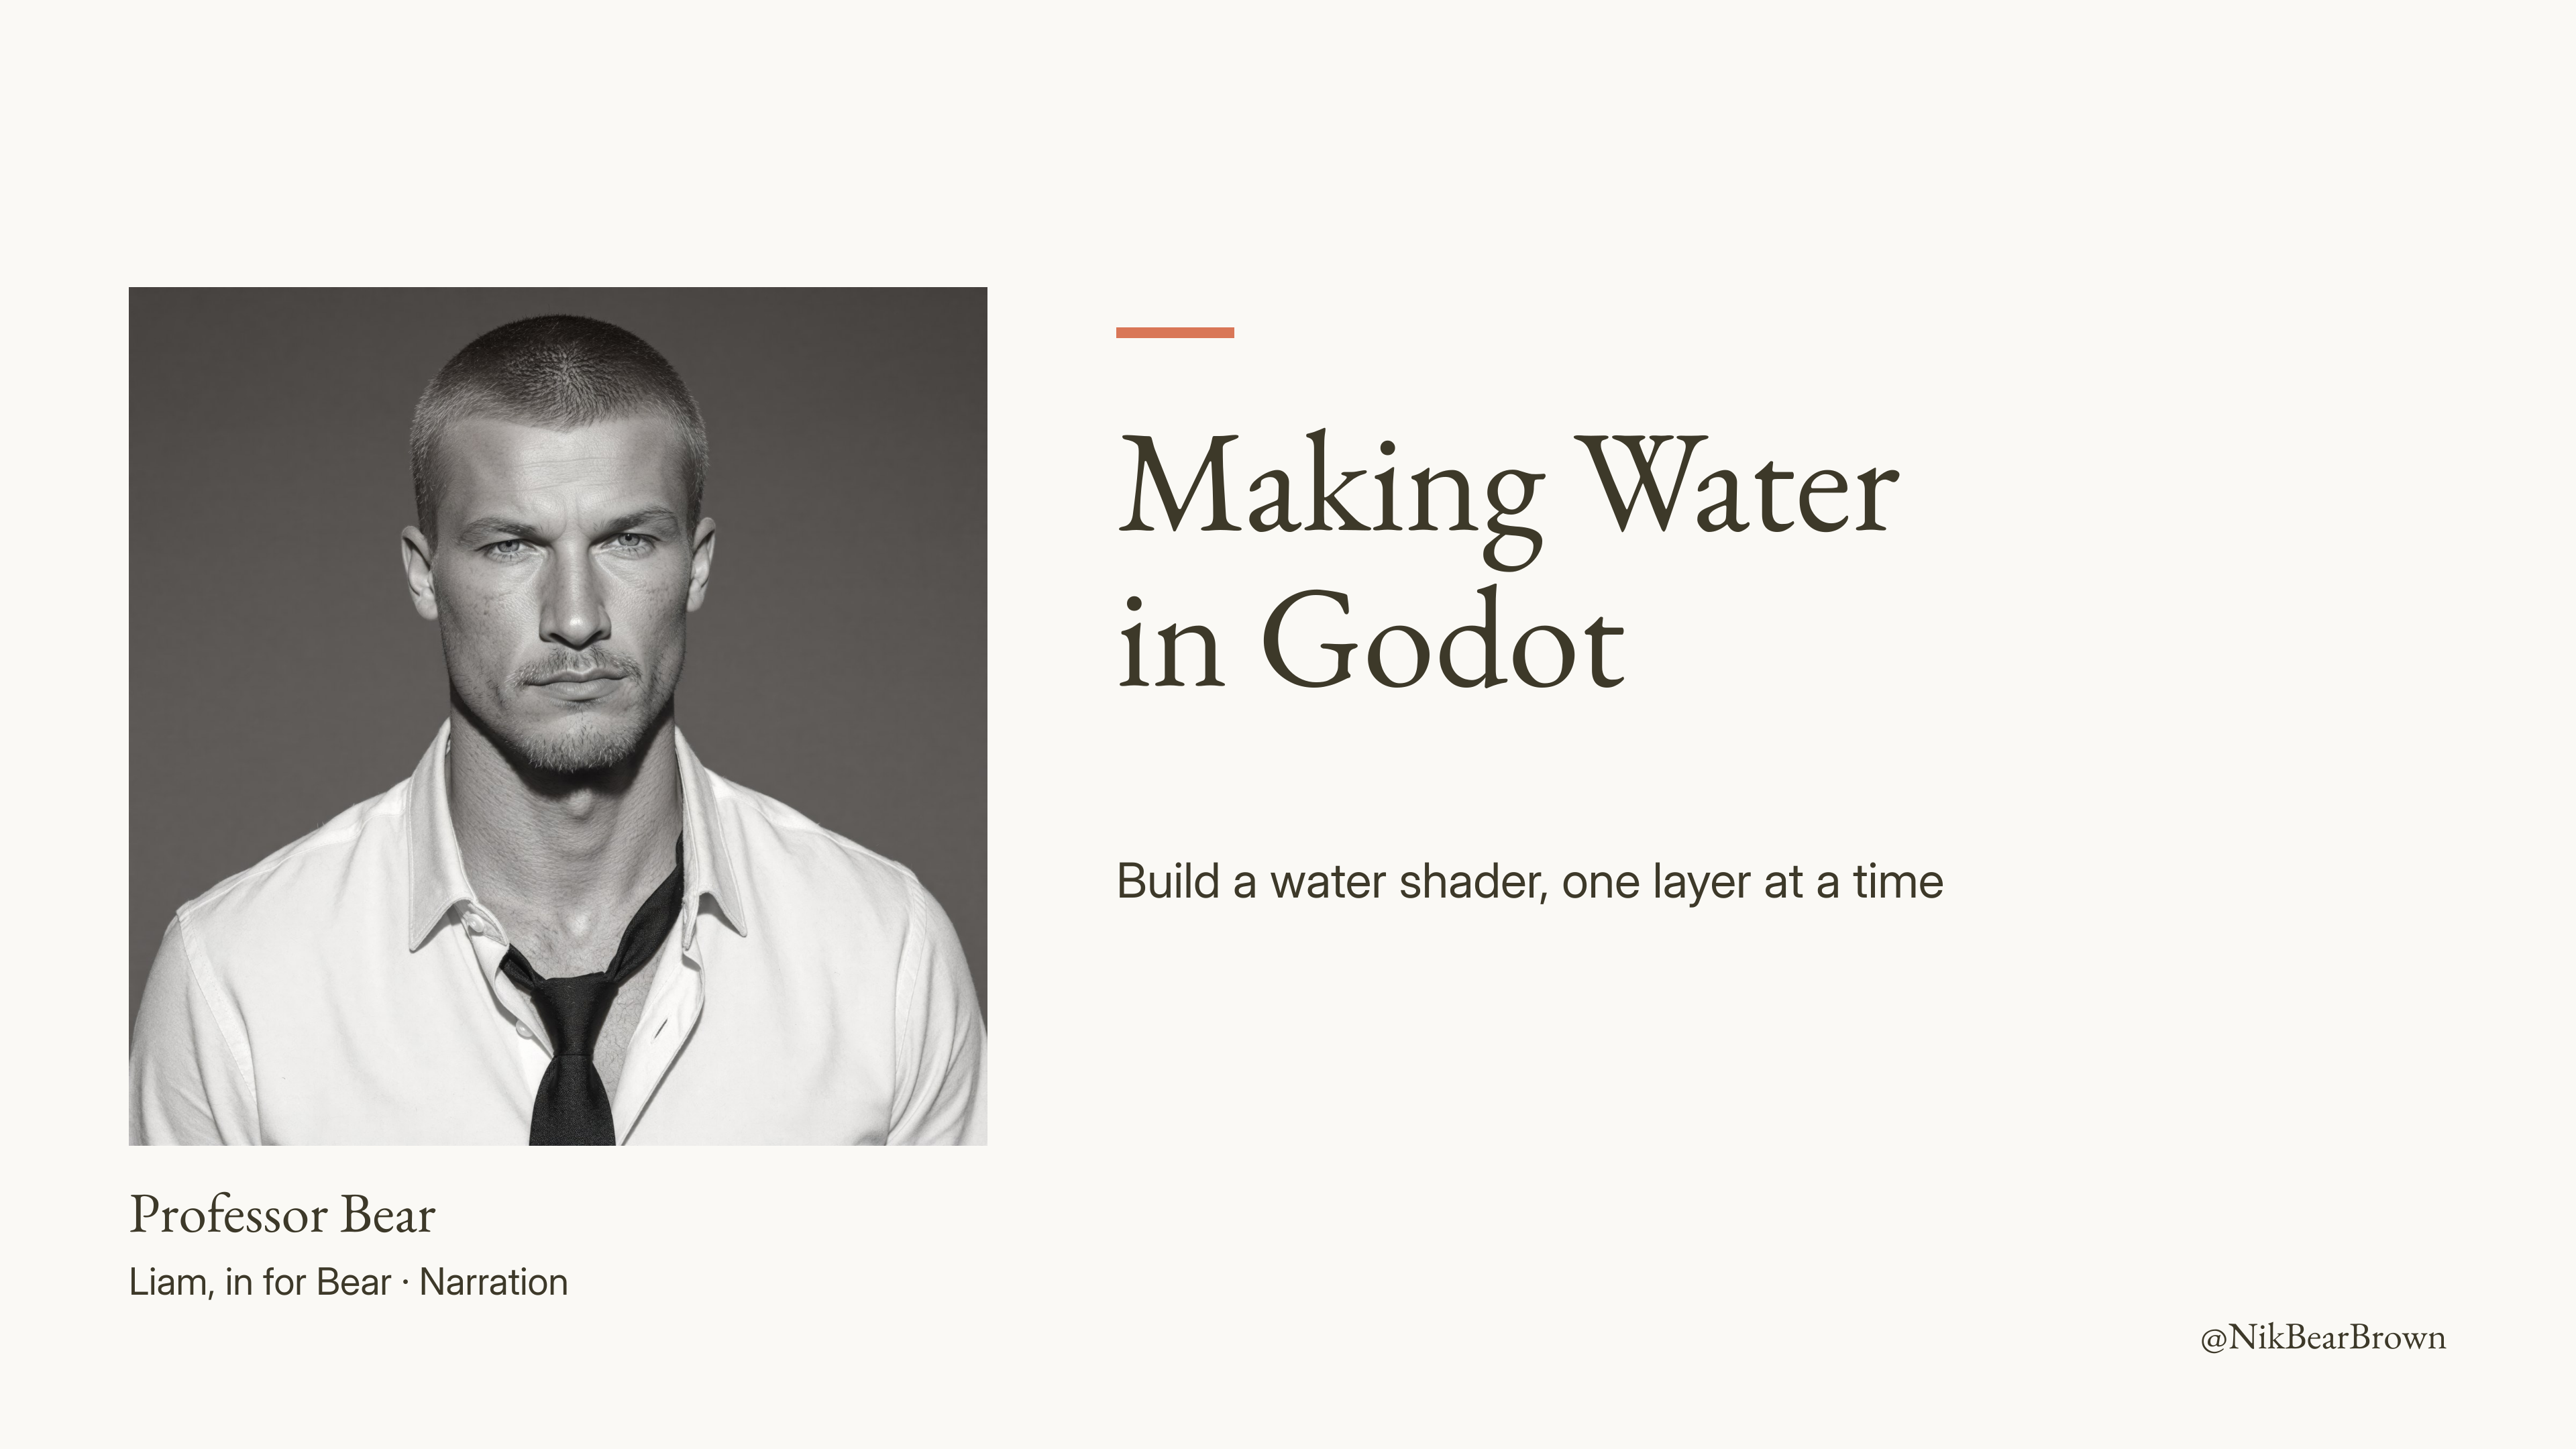 Making Water
in Godot
Build a water shader, one layer at a time
Professor Bear
Liam, in for Bear · Narration
@NikBearBrown